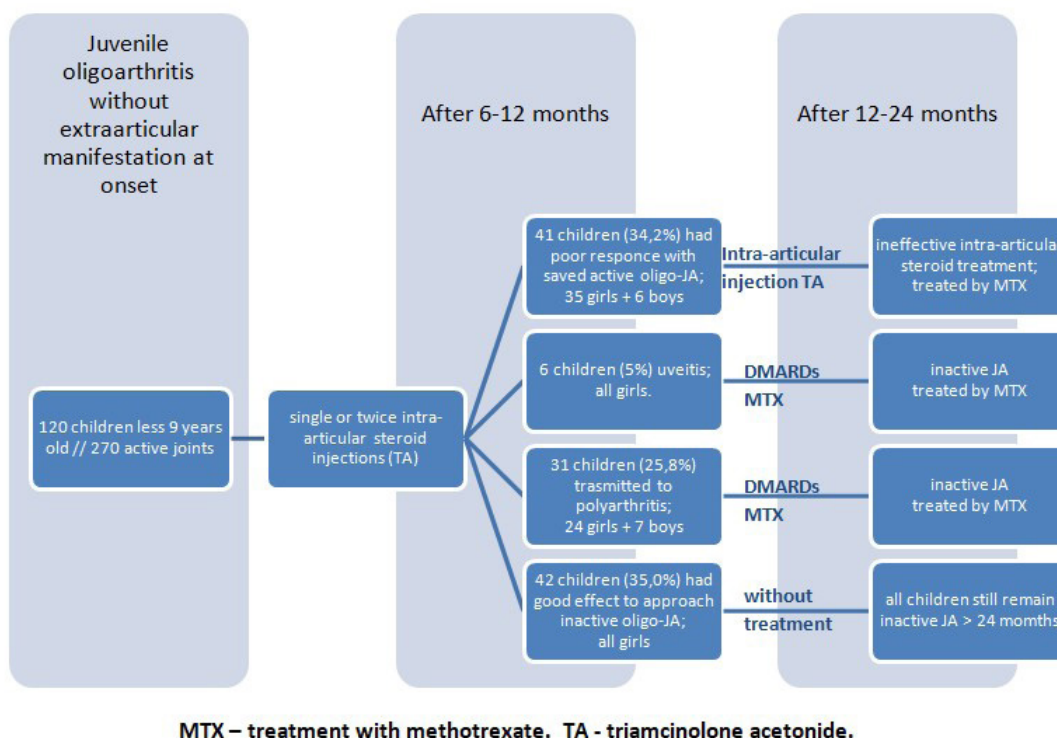 Juvenile
oligoarthritis
without
extraarticular
manifestation at
onset
After 6-12 months
After 12-24 months
120 children less 9 years
old // 270 active joints
single or twice intra-
articular steroid
injections (TA)
41 children (34,2%) had
poor responce with
saved active oligo-JA;
35 girls + 6 boys
Intra-articular
injection TA
ineffective intra-articula
steroid treatment;
treated by MTX
6 children (5%) uveitis;
all girls.
DMARDs
MTX
inactive JA
treated by MTX
31 children (25,8%)
trasmitted to
polyarthritis;
24 girls + 7 boys
DMARDs
MTX
inactive JA
treated by MTX
42 children (35,0%) had
good effect to approach
inactive oligo-JA;
all girls
without
treatment
all children still remain
inactive JA > 24 momths
MTX – treatment with methotrexate. TA - triamcinolone acetonide.